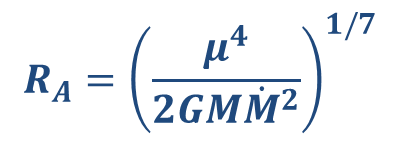 R_A = (μ^4 / 2GMṀ^2)^{1/7}